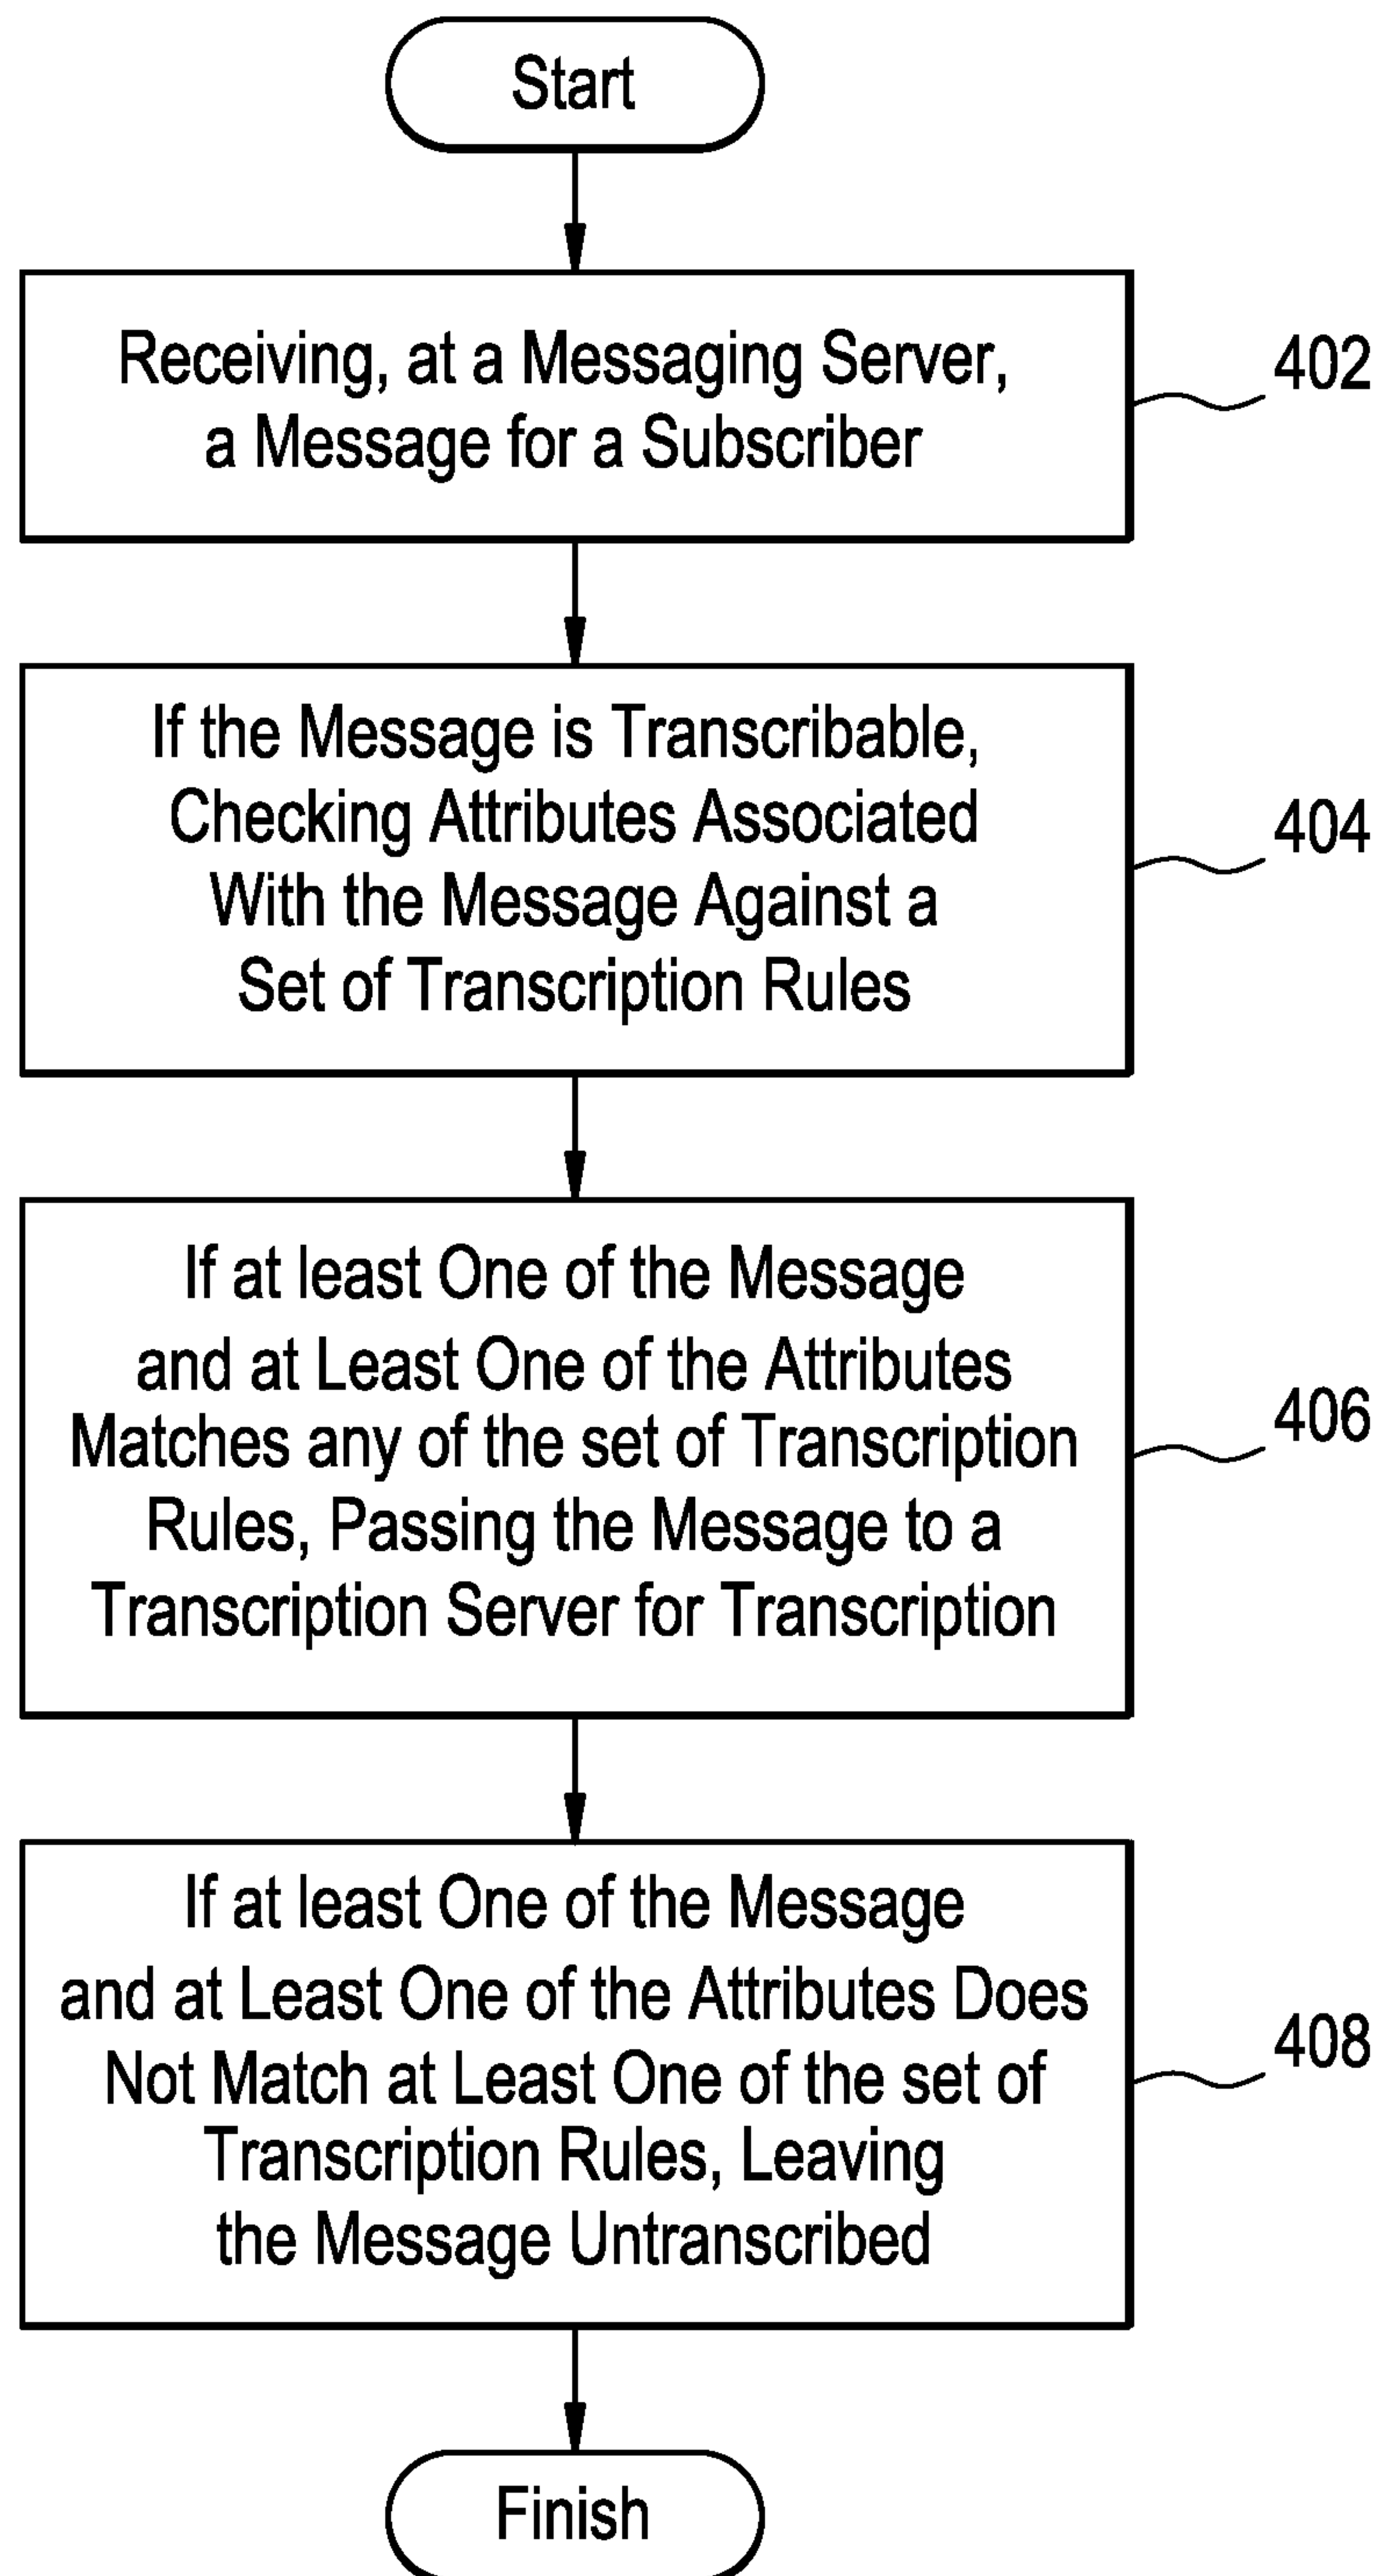 Start
Receiving, at a Messaging Server,
a Message for a Subscriber
402
If the Message is Transcribable,
Checking Attributes Associated
With the Message Against a
Set of Transcription Rules
404
If at least One of the Message
and at Least One of the Attributes
Matches any of the set of Transcription
Rules, Passing the Message to a
Transcription Server for Transcription
406
If at least One of the Message
and at Least One of the Attributes Does
Not Match at Least One of the set of
Transcription Rules, Leaving
the Message Untranscribed
408
Finish